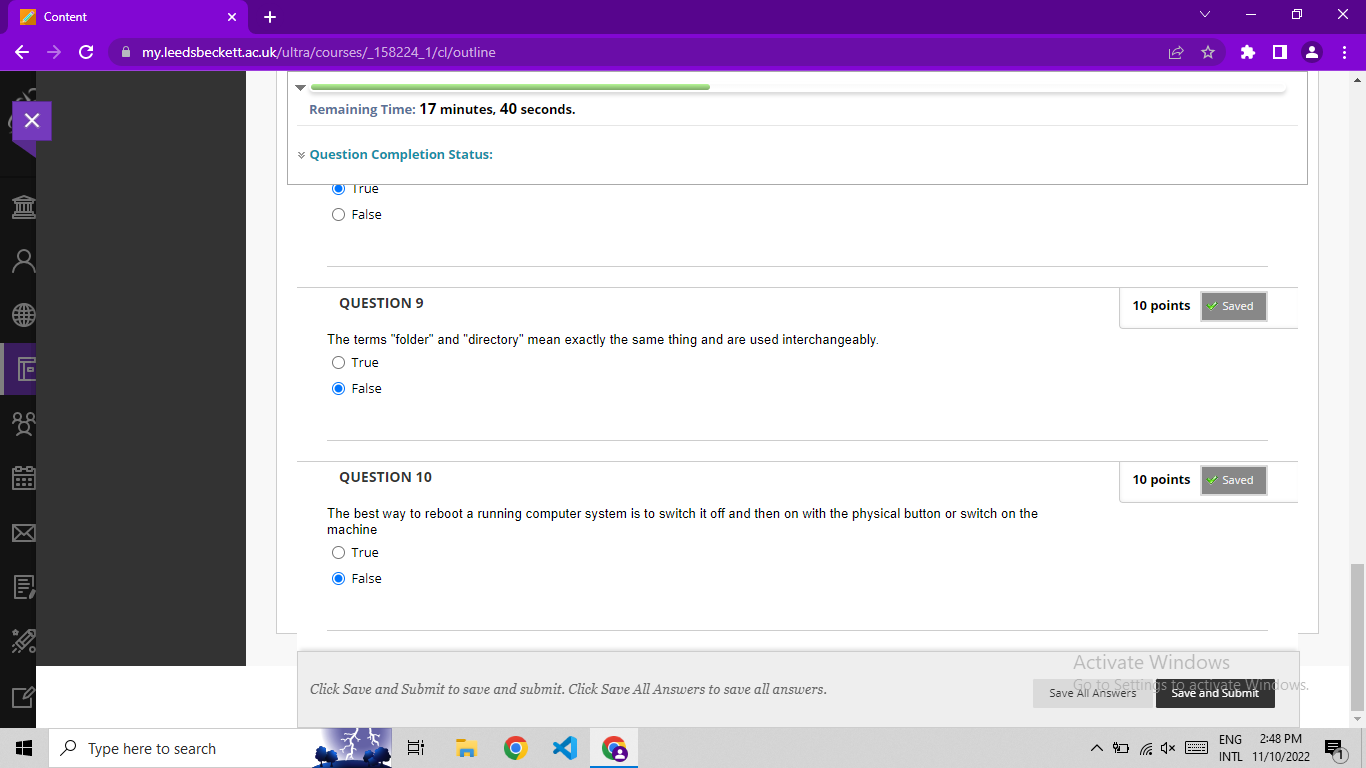 Content
my.leedsbeckett.ac.uk/ultra/courses/_158224_1/cl/outline
Remaining Time: 17 minutes, 40 seconds.
Question Completion Status:
True
False
QUESTION 9
10 points
Saved
The terms "folder" and "directory" mean exactly the same thing and are used interchangeably.
True
False
QUESTION 10
10 points
Saved
The best way to reboot a running computer system is to switch it off and then on with the physical button or switch on the
machine
True
False
Activate Windows
Go to Settings to activate Windows.
Click Save and Submit to save and submit. Click Save All Answers to save all answers.
Save All Answers
Save and Submit
Type here to search
ENG
INTL
2:48 PM
11/10/2022
1